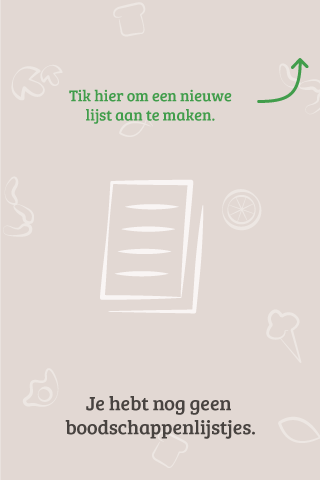 Tik hier om een nieuwe
lijst aan te maken.
Je hebt nog geen
boodschappenlijstjes.